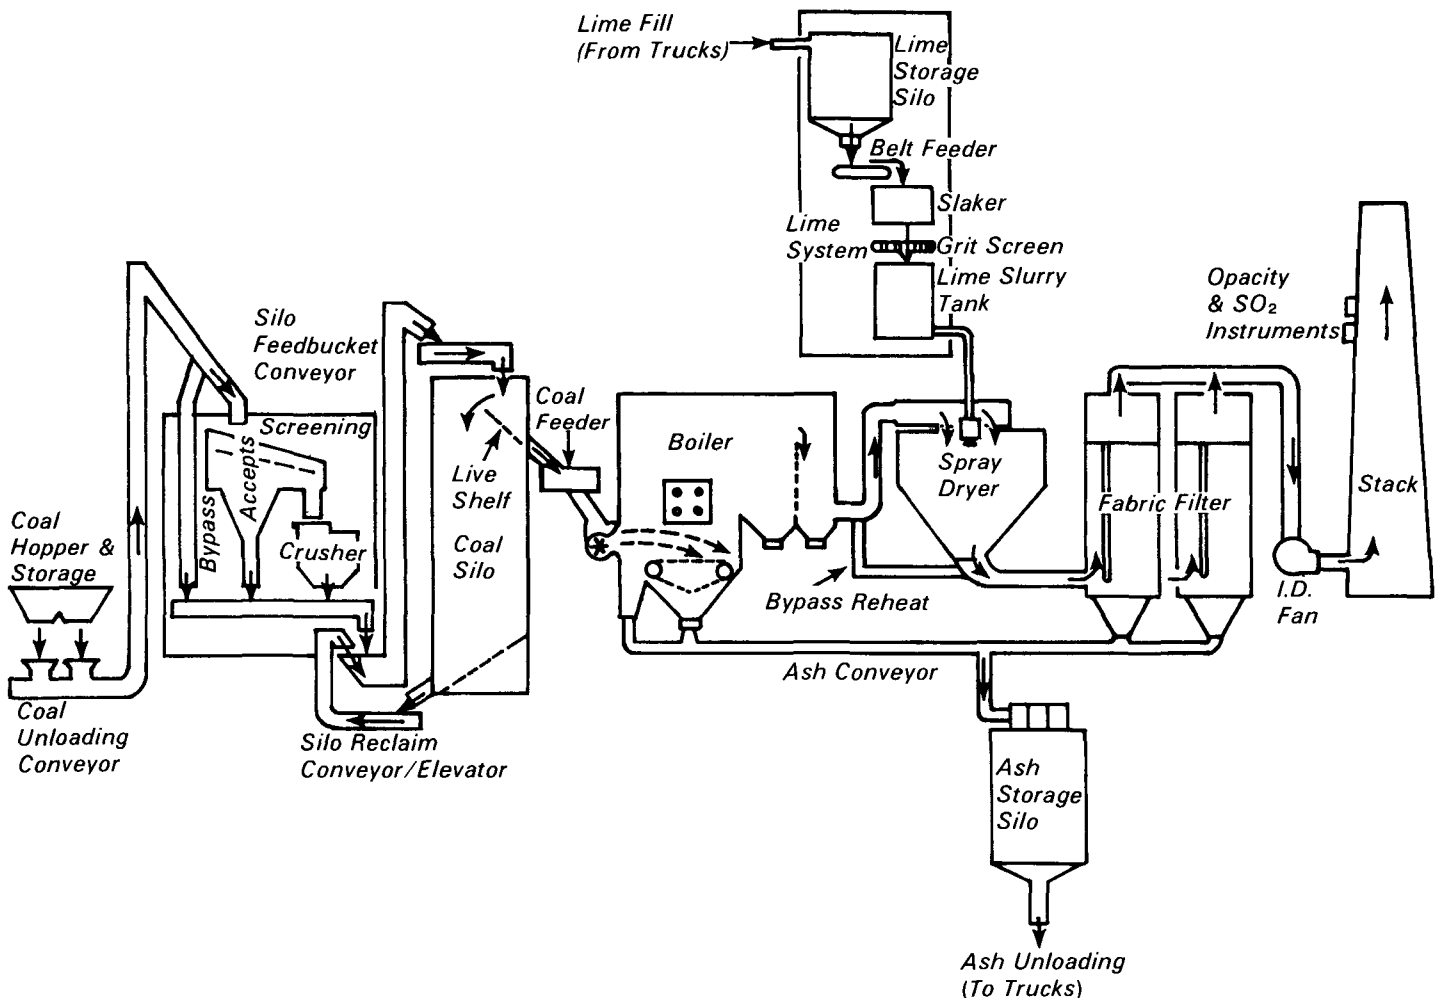 Lime Fill
(From Trucks)
Lime
Storage
Silo
Belt Feeder
Slaker
Lime
System
Grit Screen
Lime Slurry
Tank
Opacity
& SO₂
Instruments
Silo
Feedbucket
Conveyor
Screening
Coal
Feeder
Boiler
Accepts
Bypass
Live
Shelf
Spray
Dryer
Fabric Filter
Stack
Coal
Hopper &
Storage
Crusher
Coal
Silo
Bypass Reheat
I.D.
Fan
Ash Conveyor
Coal
Unloading
Conveyor
Silo Reclaim
Conveyor/Elevator
Ash
Storage
Silo
Ash Unloading
(To Trucks)